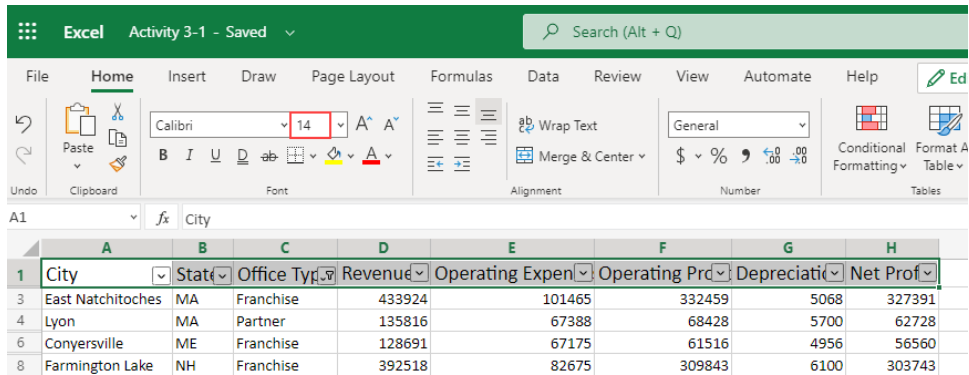 Excel Activity 3-1 - Saved Search (Alt + Q)
File Home Insert Draw Page Layout Formulas Data Review View Automate Help Ed
Calibri 14 A^ A˅ Wrap Text General
Paste Conditional Format A
B I U D ab A Merge & Center $ % 9 .00 Formatting Table
Undo Clipboard Font Alignment Number Tables
A1 fx City
A B C D E F G H
1 City State Office Typ Revenue Operating Expen Operating Pro Depreciati Net Prof
3 East Natchitoches MA Franchise 433924 101465 332459 5068 327391
4 Lyon MA Partner 135816 67388 68428 5700 62728
6 Conyersville ME Franchise 128691 67175 61516 4956 56560
8 Farmington Lake NH Franchise 392518 82675 309843 6100 303743